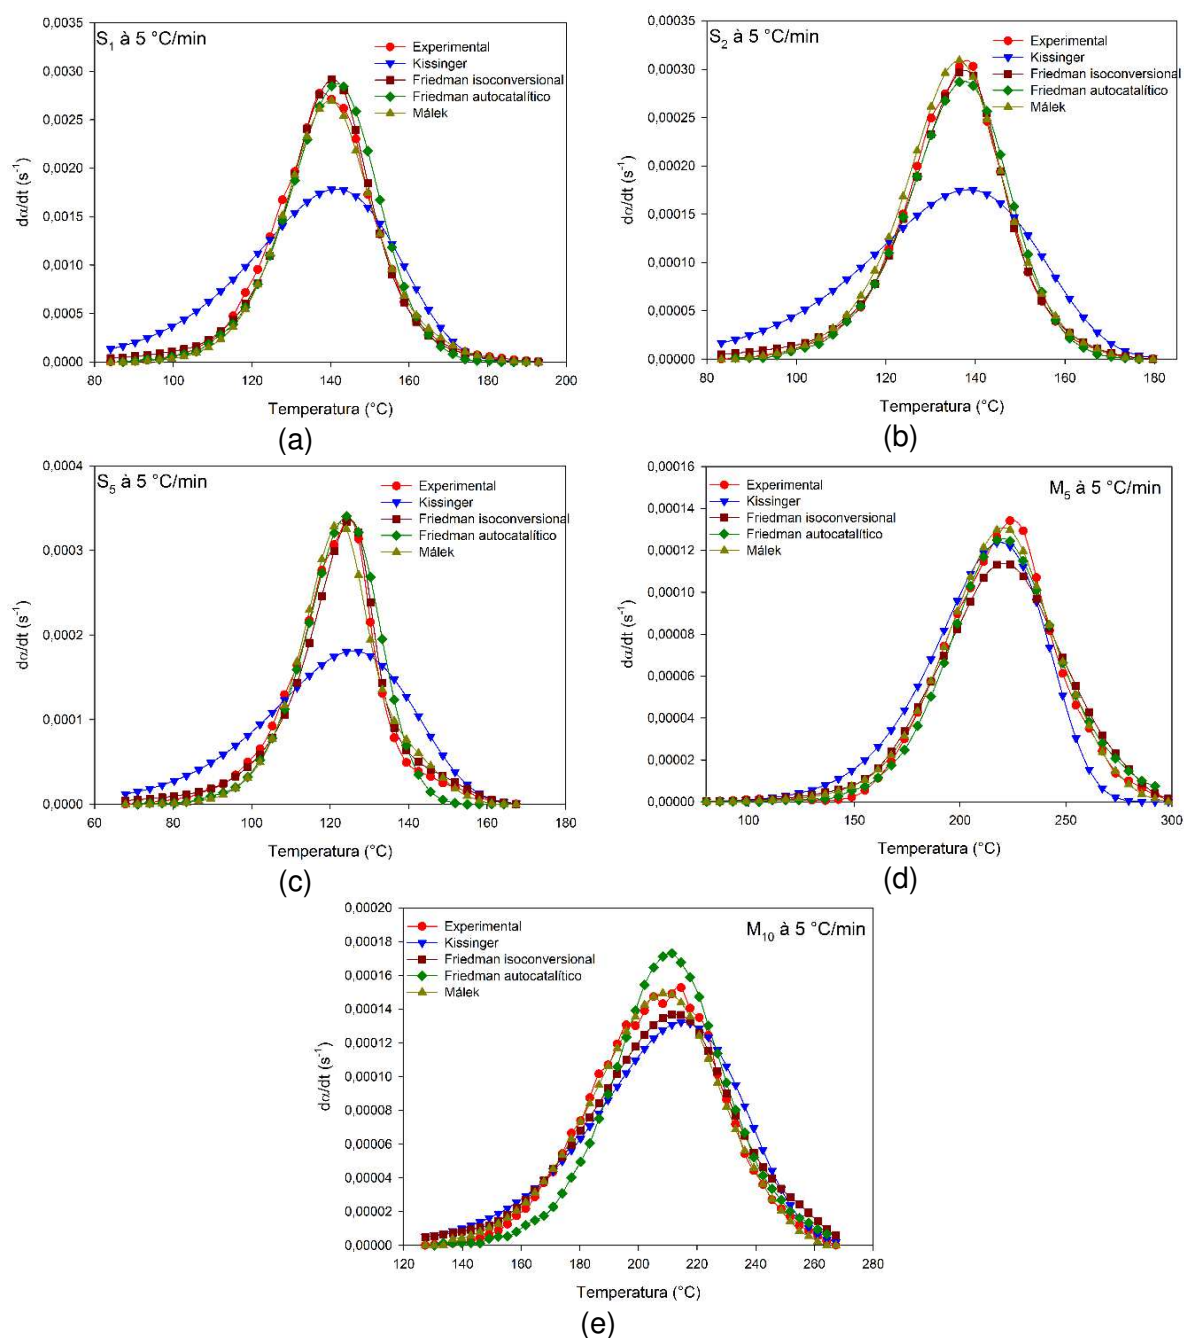 S1 à 5 °C/min
Experimental
Kissinger
Friedman isoconversional
Friedman autocatalítico
Málek
dα/dt (s-1)
0,0035
0,0030
0,0025
0,0020
0,0015
0,0010
0,0005
0,0000
80 100 120 140 160 180 200
Temperatura (°C)
(a)
S2 à 5 °C/min
Experimental
Kissinger
Friedman isoconversional
Friedman autocatalítico
Málek
dα/dt (s-1)
0,00035
0,00030
0,00025
0,00020
0,00015
0,00010
0,00005
0,00000
80 100 120 140 160 180
Temperatura (°C)
(b)
S5 à 5 °C/min
Experimental
Kissinger
Friedman isoconversional
Friedman autocatalítico
Málek
dα/dt (s-1)
0,0004
0,0003
0,0002
0,0001
0,0000
60 80 100 120 140 160 180
Temperatura (°C)
(c)
M5 à 5 °C/min
Experimental
Kissinger
Friedman isoconversional
Friedman autocatalítico
Málek
dα/dt (s-1)
0,00016
0,00014
0,00012
0,00010
0,00008
0,00006
0,00004
0,00002
0,00000
100 150 200 250 300
Temperatura (°C)
(d)
M10 à 5 °C/min
Experimental
Kissinger
Friedman isoconversional
Friedman autocatalítico
Málek
dα/dt (s-1)
0,00020
0,00018
0,00016
0,00014
0,00012
0,00010
0,00008
0,00006
0,00004
0,00002
0,00000
120 140 160 180 200 220 240 260 280
Temperatura (°C)
(e)